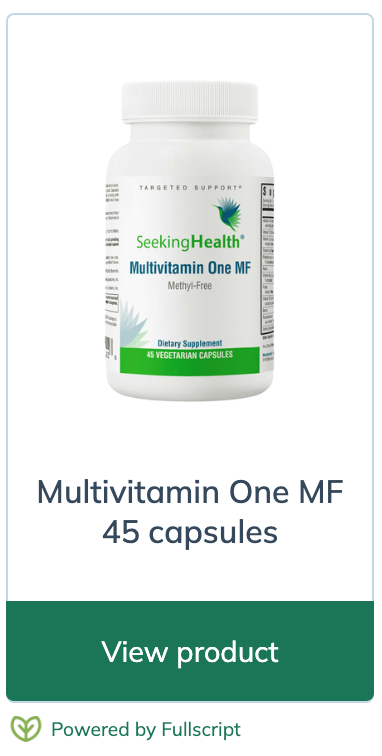 TARGETED SUPPORT®
SeekingHealth®
Multivitamin One MF
Methyl-Free
Dietary Supplement
45 VEGETARIAN CAPSULES
Multivitamin One MF
45 capsules
View product
Powered by Fullscript